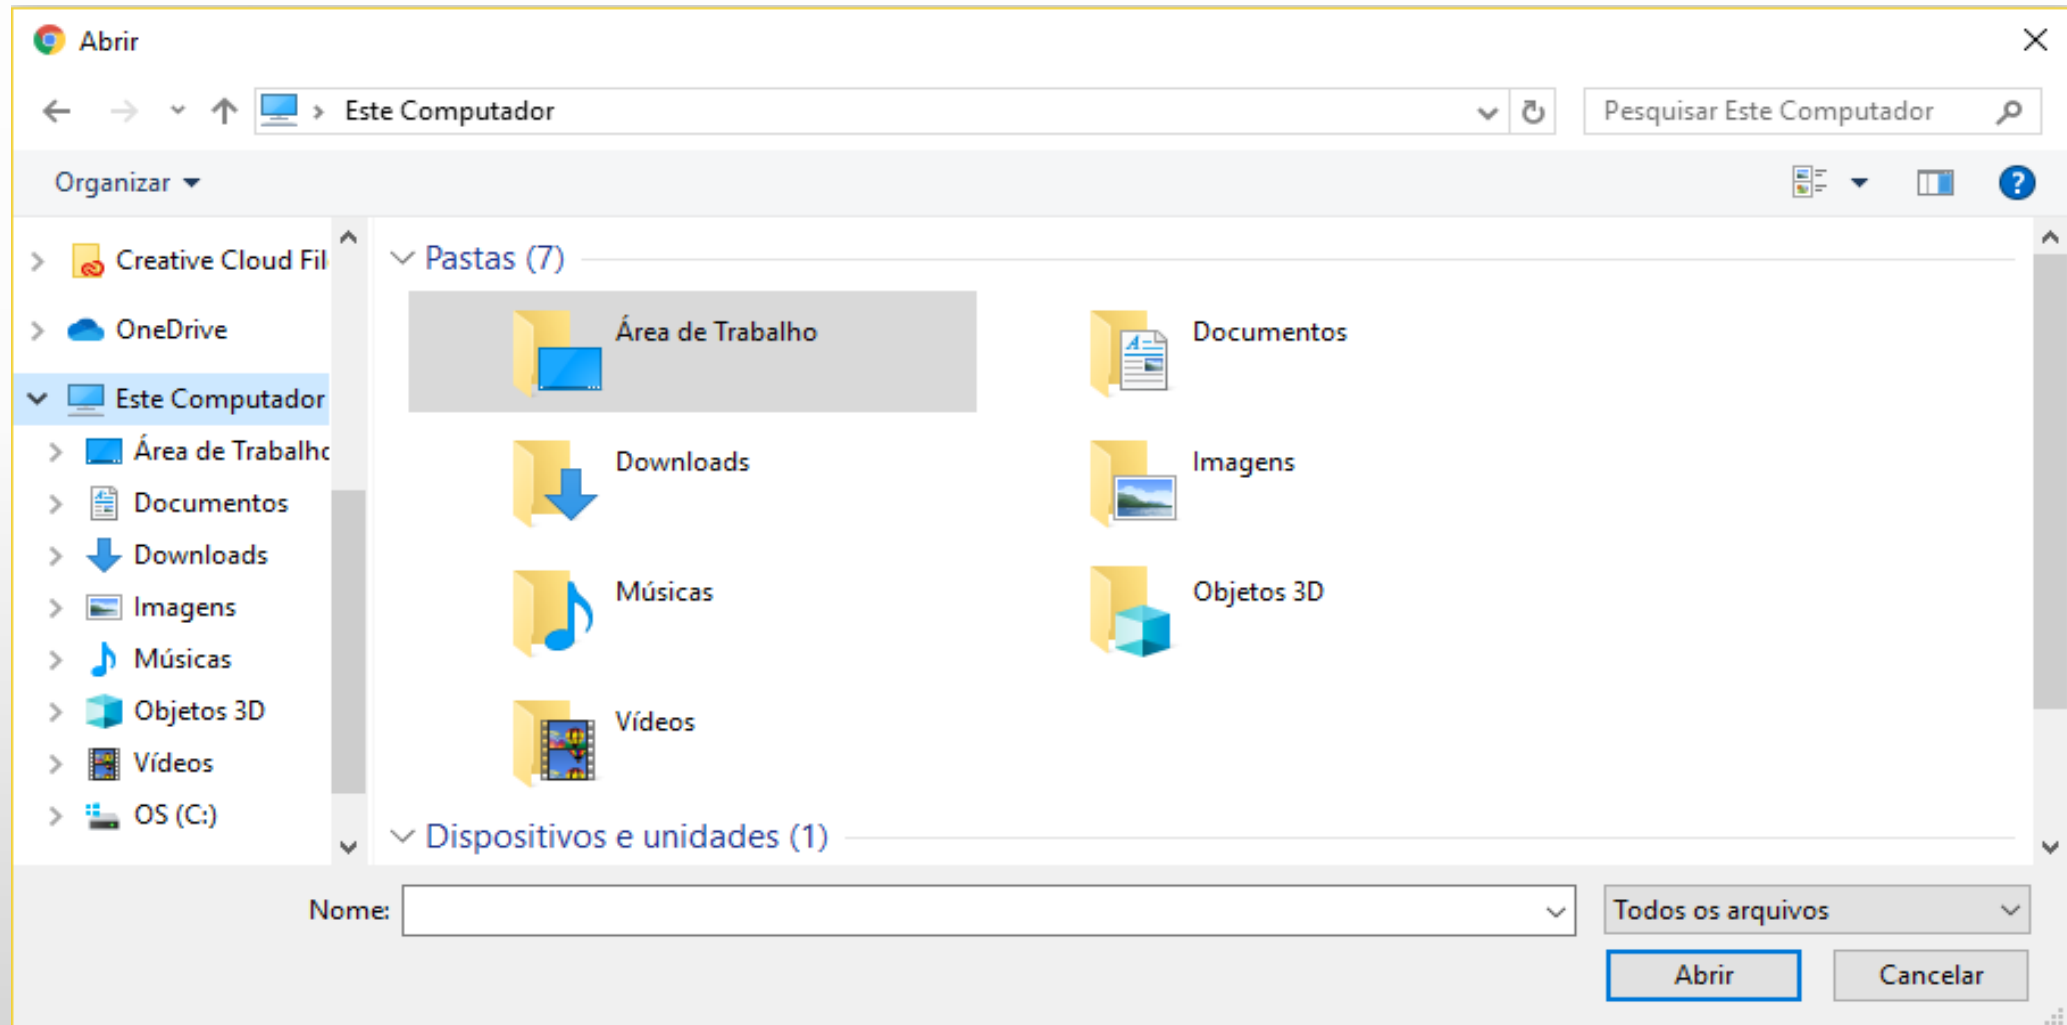 Abrir
Este Computador
Pesquisar Este Computador
Organizar
Creative Cloud Fil
OneDrive
Este Computador
Área de Trabalho
Documentos
Downloads
Imagens
Músicas
Objetos 3D
Vídeos
OS (C:)
Pastas (7)
Área de Trabalho
Documentos
Downloads
Imagens
Músicas
Objetos 3D
Vídeos
Dispositivos e unidades (1)
Nome:
Todos os arquivos
Abrir
Cancelar